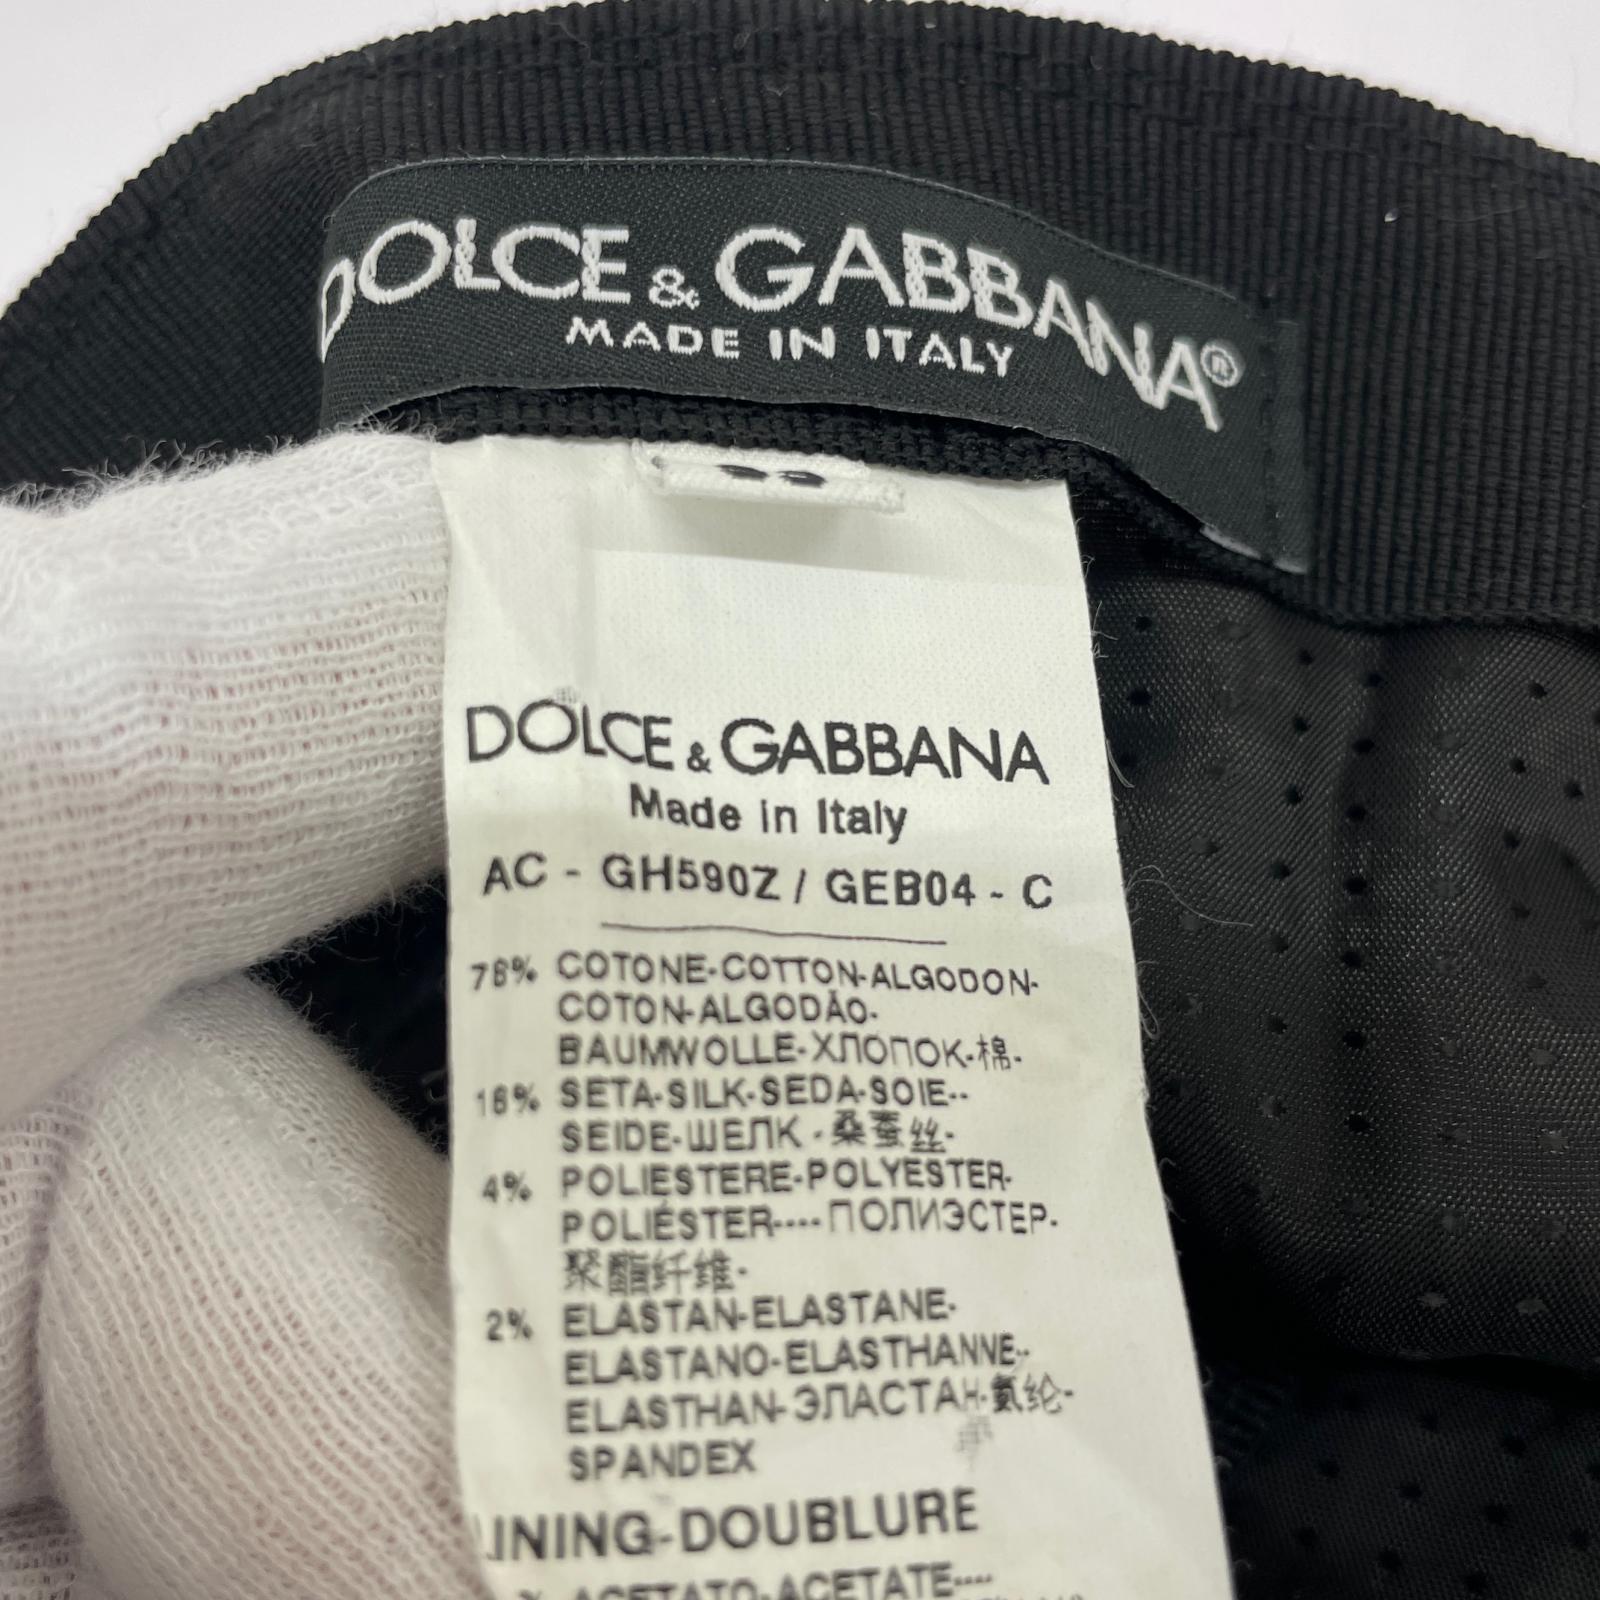 DOLCE & GABBANA®
MADE IN ITALY
DOLCE & GABBANA
Made in Italy
AC - GH590Z / GEB04 - C
78% COTONE-COTTON-ALGODON-
COTON-ALGODÃO-
BAUMWOLLE-ХЛОПОК-棉-
16% SETA-SILK-SEDA-SOIE--
SEIDE-ШЕЛК-桑蚕丝-
4% POLIESTERE-POLYESTER-
POLIÉSTER----ПОЛИЭСТЕР-
聚酯纤维-
2% ELASTAN-ELASTANE-
ELASTANO-ELASTHANNE--
ELASTHAN-ЭЛАСТАН-氨纶-
SPANDEX
LINING-DOUBLURE
% ACETATO-ACETATE----